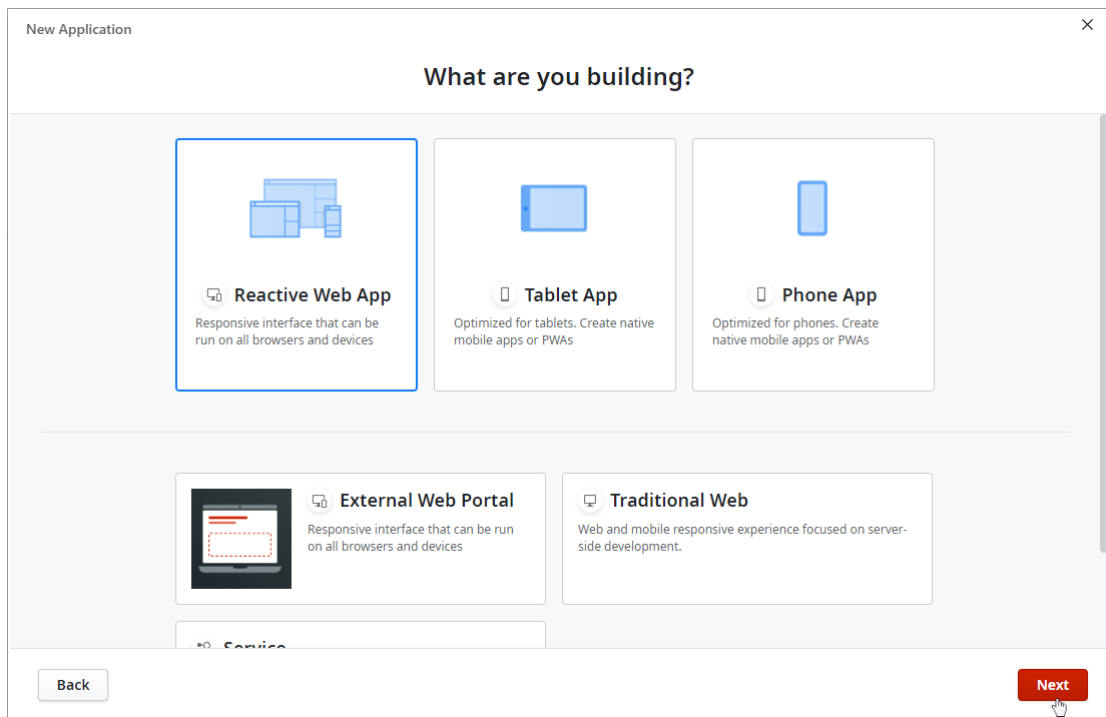 New Application
What are you building?
Reactive Web App
Responsive interface that can be
run on all browsers and devices
Tablet App
Optimized for tablets. Create native
mobile apps or PWAs
Phone App
Optimized for phones. Create
native mobile apps or PWAs
External Web Portal
Responsive interface that can be run
on all browsers and devices
Traditional Web
Web and mobile responsive experience focused on server-
side development.
Service
Back
Next